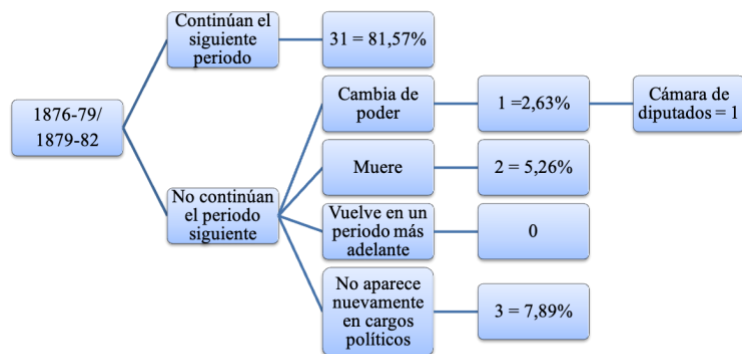 1876-79/
1879-82
Continúan el
siguiente
periodo
31 = 81,57%
No continúan
el periodo
siguiente
Cambia de
poder
1 =2,63%
Cámara de
diputados = 1
Muere
2 = 5,26%
Vuelve en un
periodo más
adelante
0
No aparece
nuevamente
en cargos
políticos
3 = 7,89%